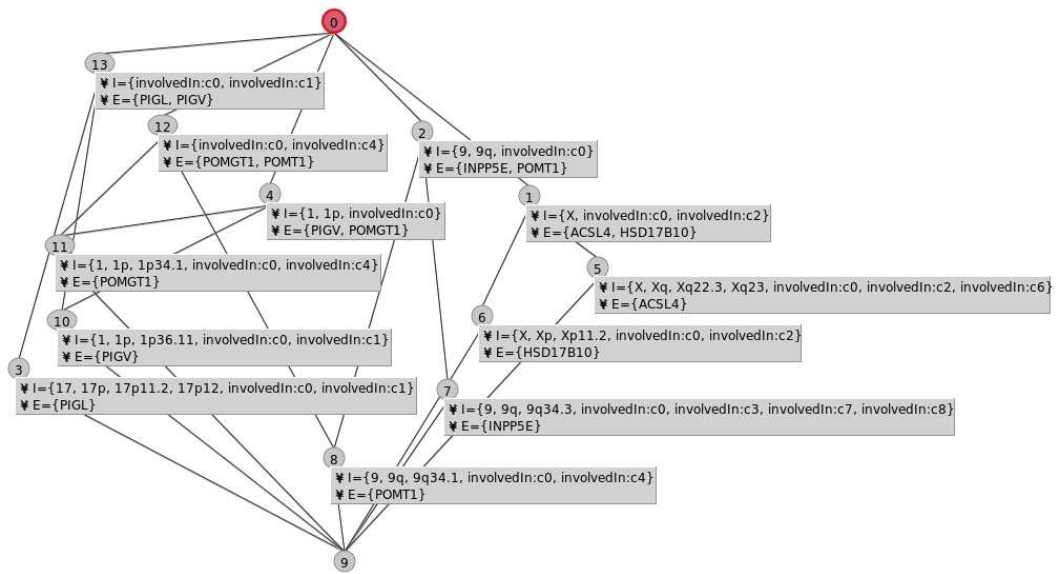 0
13
¥ I={involvedIn:c0, involvedIn:c1}
¥ E={PIGL, PIGV}
12
¥ I={involvedIn:c0, involvedIn:c4}
¥ E={POMGT1, POMT1}
2
¥ I={9, 9q, involvedIn:c0}
¥ E={INPP5E, POMT1}
4
¥ I={1, 1p, involvedIn:c0}
¥ E={PIGV, POMGT1}
1
¥ I={X, involvedIn:c0, involvedIn:c2}
¥ E={ACSL4, HSD17B10}
11
¥ I={1, 1p, 1p34.1, involvedIn:c0, involvedIn:c4}
¥ E={POMGT1}
5
¥ I={X, Xq, Xq22.3, Xq23, involvedIn:c0, involvedIn:c2, involvedIn:c6}
¥ E={ACSL4}
10
¥ I={1, 1p, 1p36.11, involvedIn:c0, involvedIn:c1}
¥ E={PIGV}
6
¥ I={X, Xp, Xp11.2, involvedIn:c0, involvedIn:c2}
¥ E={HSD17B10}
3
¥ I={17, 17p, 17p11.2, 17p12, involvedIn:c0, involvedIn:c1}
¥ E={PIGL}
7
¥ I={9, 9q, 9q34.3, involvedIn:c0, involvedIn:c3, involvedIn:c7, involvedIn:c8}
¥ E={INPP5E}
8
¥ I={9, 9q, 9q34.1, involvedIn:c0, involvedIn:c4}
¥ E={POMT1}
9